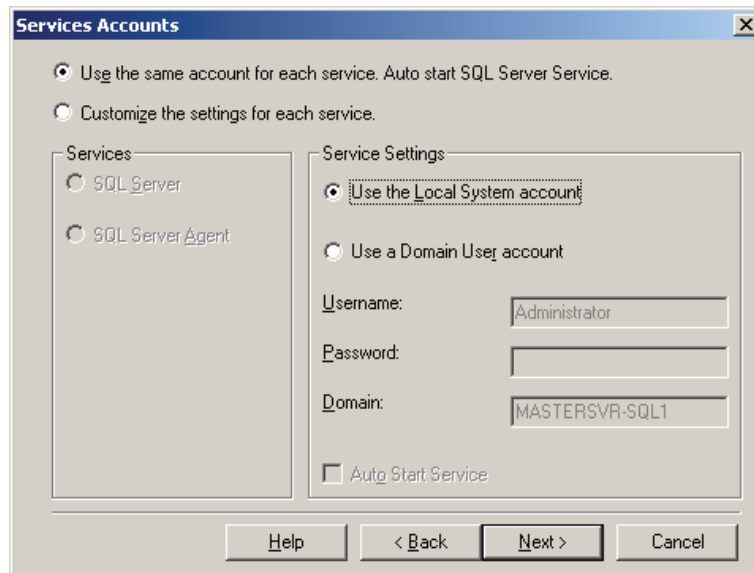 Services Accounts
Use the same account for each service. Auto start SQL Server Service.
Customize the settings for each service.
Services
SQL Server
SQL Server Agent
Service Settings
Use the Local System account
Use a Domain User account
Username:
Administrator
Password:
Domain:
MASTERSVR-SQL1
Auto Start Service
Help
< Back
Next >
Cancel